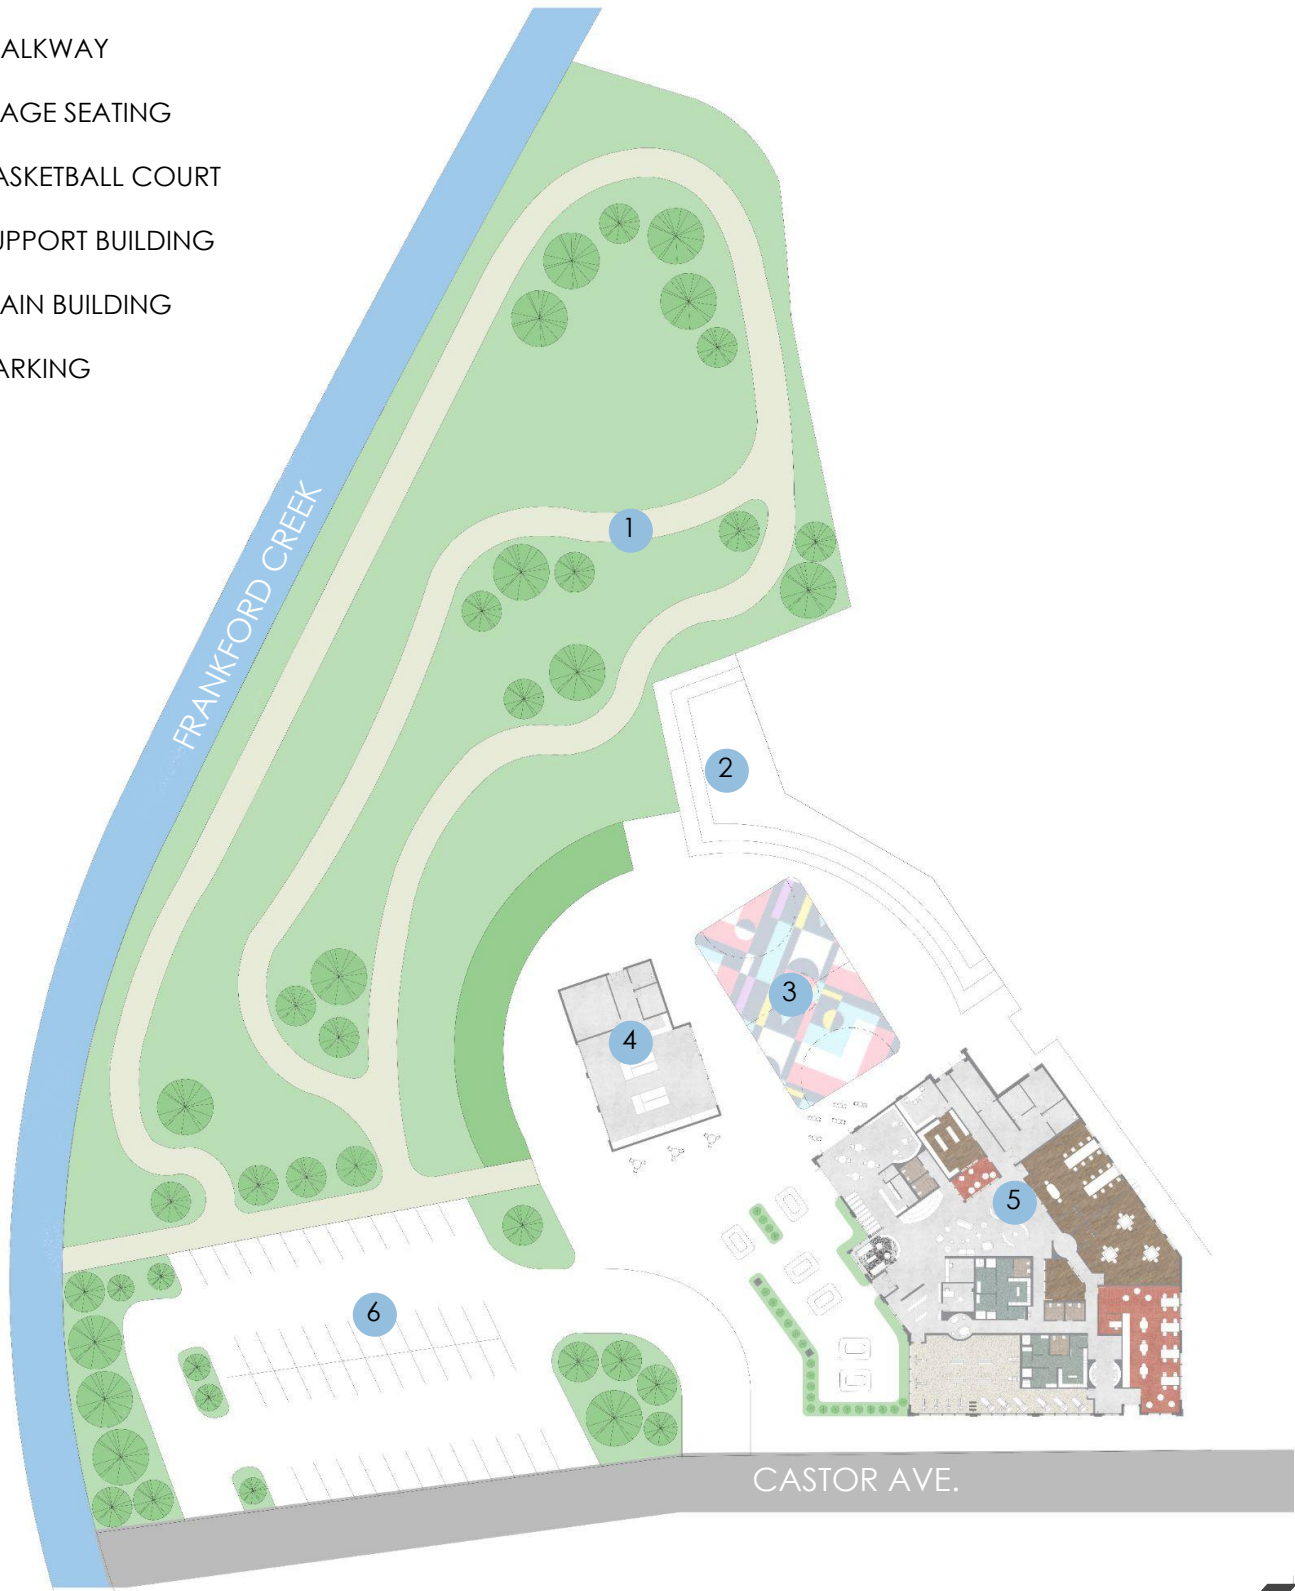 ALKWAY
AGE SEATING
ASKETBALL COURT
UPPORT BUILDING
AIN BUILDING
ARKING
FRANKFORD CREEK
1
2
3
4
5
6
CASTOR AVE.